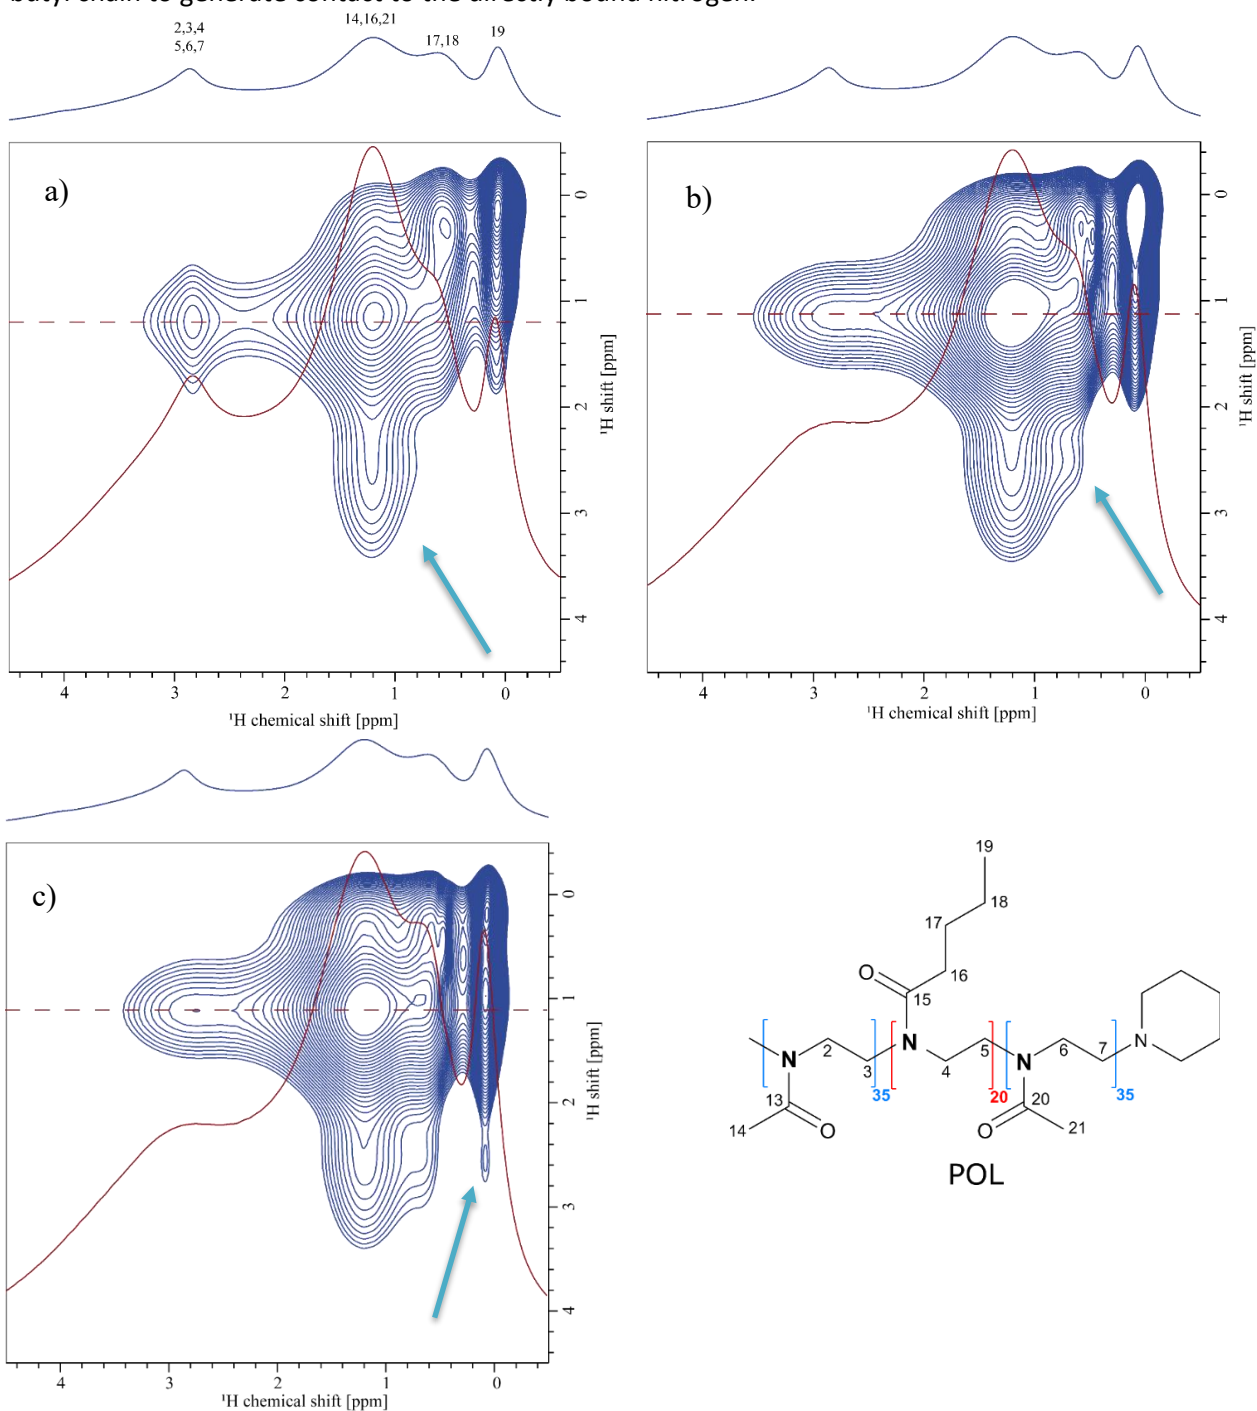 butyl chain to generate contact to the directly bound nitrogen.
2,3,4
5,6,7
14,16,21
17,18
19
a)
0
1
2
3
4
¹H shift [ppm]
4 3 2 1 0
¹H chemical shift [ppm]
b)
0
1
2
3
4
¹H shift [ppm]
4 3 2 1 0
¹H chemical shift [ppm]
c)
0
1
2
3
4
¹H shift [ppm]
4 3 2 1 0
¹H chemical shift [ppm]
19
18
17
16
O
15
N 2 3 35 N 4 5 20 N 6 7 35 N
13
14 O
20
O 21
POL